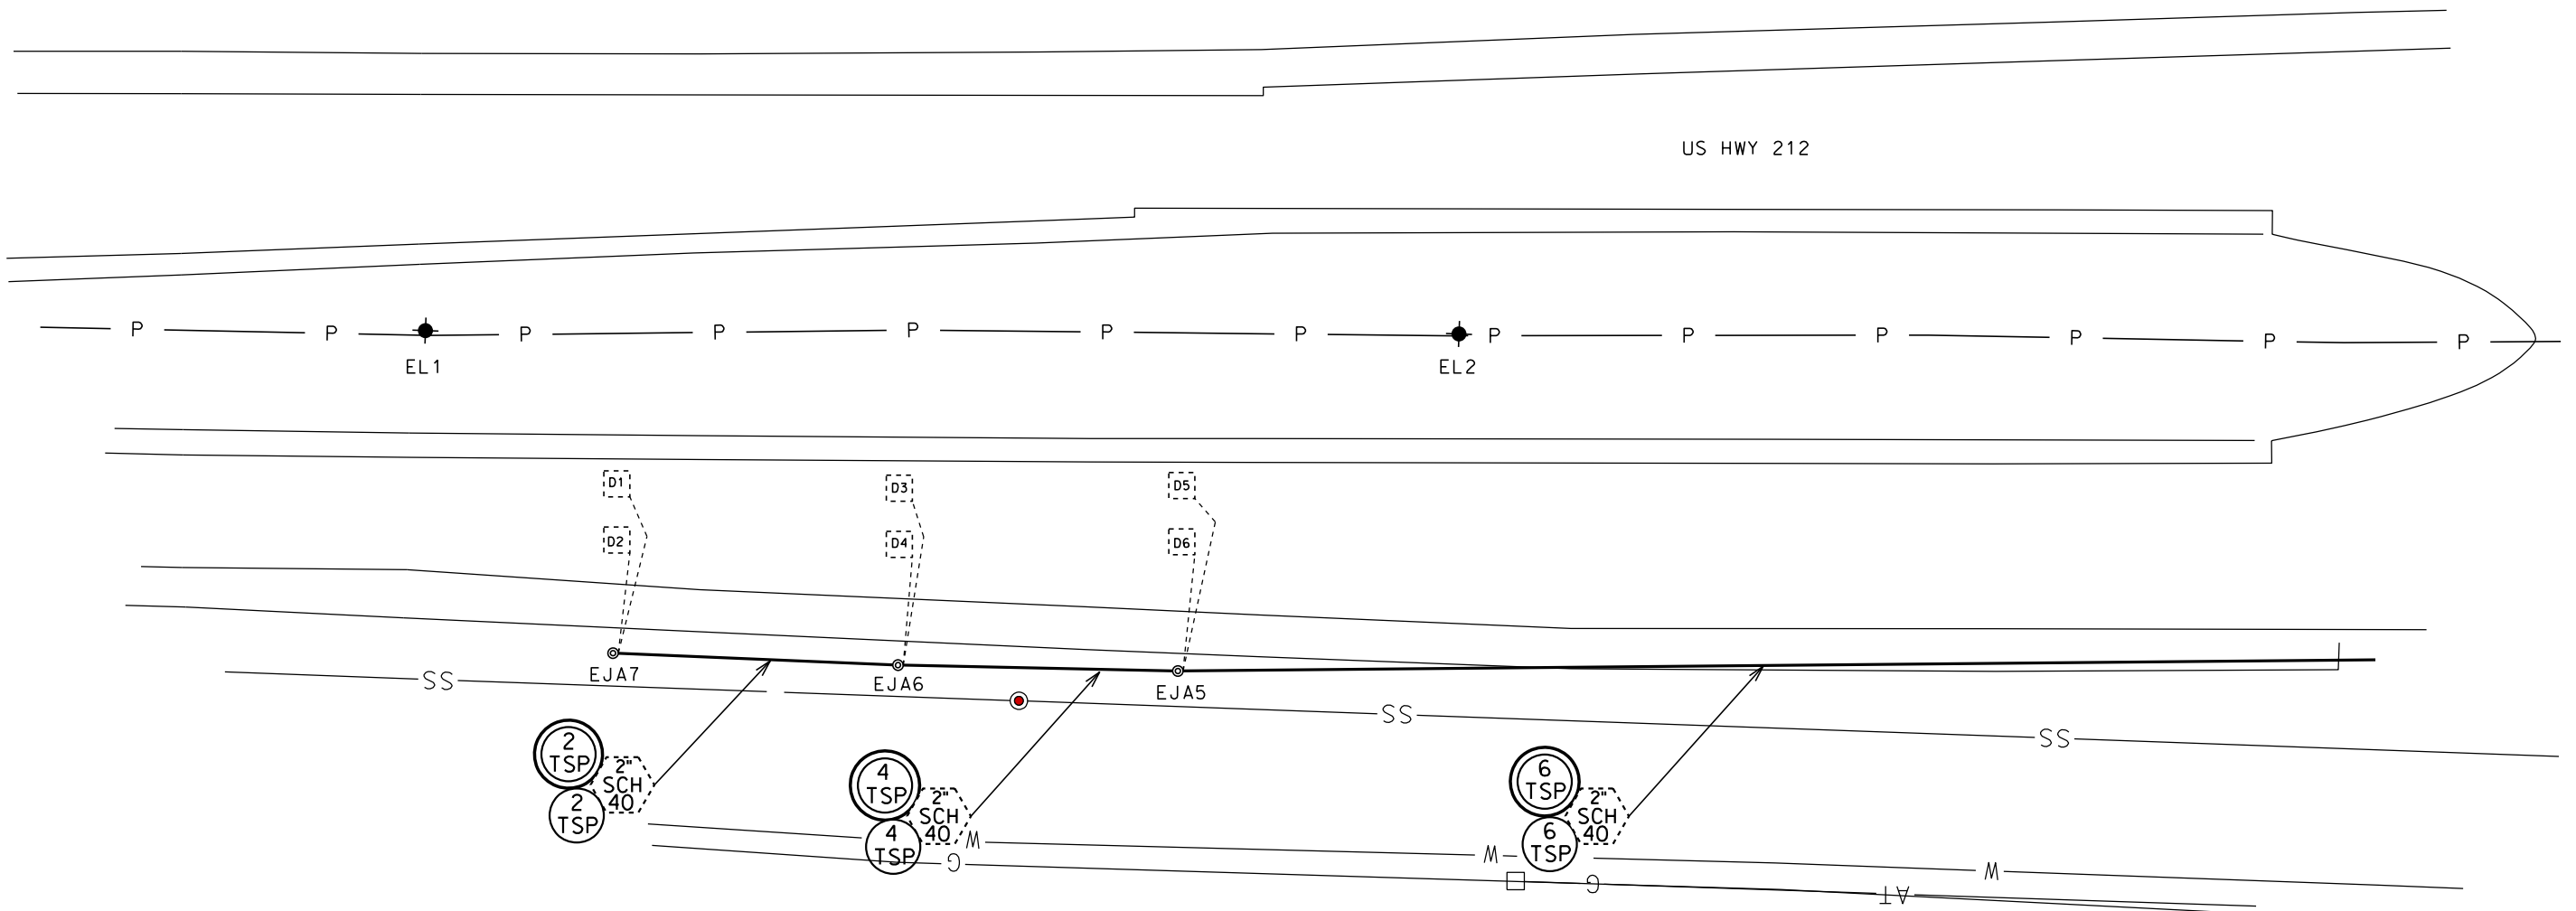 US HWY 212
P P P P P P P P P P P P P
EL1
EL2
D1
D3
D5
D2
D4
D6
EJA7
EJA6
EJA5
SS
SS
SS
2
TSP
2"
SCH
40
2
TSP
4
TSP
2"
SCH
40
4
TSP
6
TSP
2"
SCH
40
6
TSP
W
W
W
G
G
AT